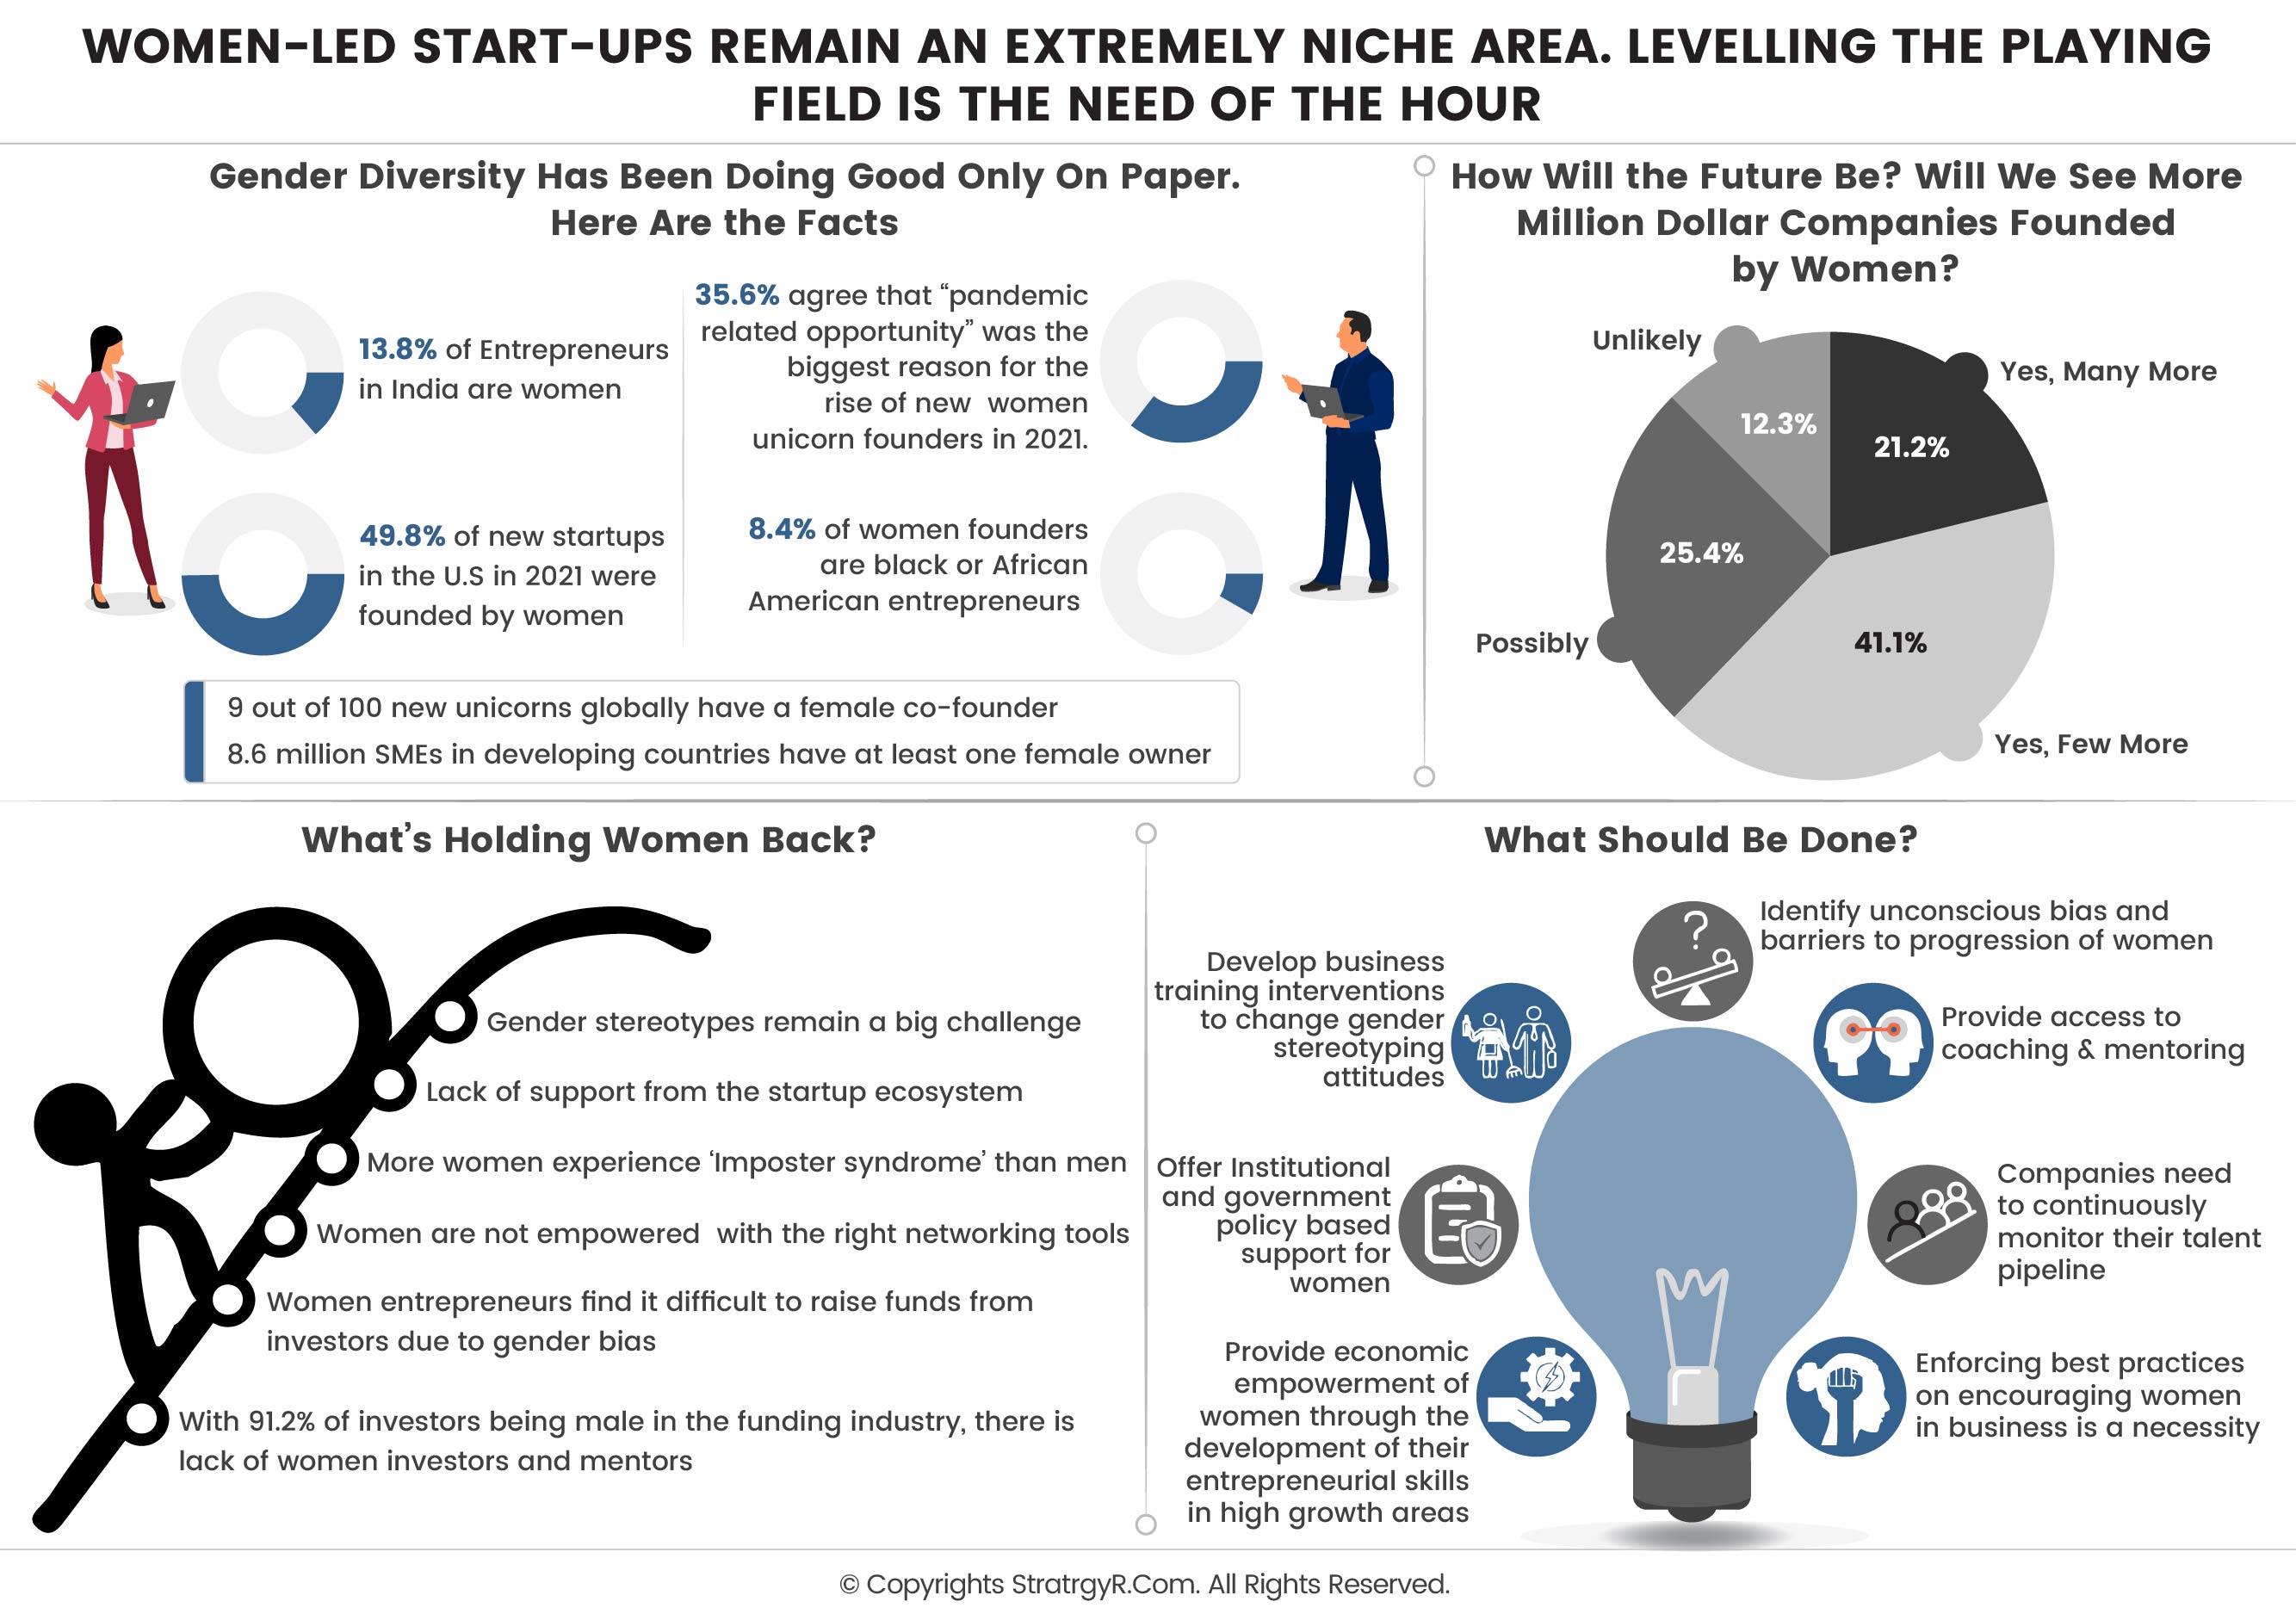 WOMEN-LED START-UPS REMAIN AN EXTREMELY NICHE AREA. LEVELLING THE PLAYING
FIELD IS THE NEED OF THE HOUR
Gender Diversity Has Been Doing Good Only On Paper.
Here Are the Facts
13.8% of Entrepreneurs
in India are women
49.8% of new startups
in the U.S in 2021 were
founded by women
35.6% agree that “pandemic
related opportunity” was the
biggest reason for the
rise of new women
unicorn founders in 2021.
8.4% of women founders
are black or African
American entrepreneurs
9 out of 100 new unicorns globally have a female co-founder
8.6 million SMEs in developing countries have at least one female owner
How Will the Future Be? Will We See More
Million Dollar Companies Founded
by Women?
Unlikely
Yes, Many More
12.3%
21.2%
25.4%
41.1%
Possibly
Yes, Few More
What’s Holding Women Back?
Gender stereotypes remain a big challenge
Lack of support from the startup ecosystem
More women experience ‘Imposter syndrome’ than men
Women are not empowered with the right networking tools
Women entrepreneurs find it difficult to raise funds from
investors due to gender bias
With 91.2% of investors being male in the funding industry, there is
lack of women investors and mentors
What Should Be Done?
Identify unconscious bias and
barriers to progression of women
Develop business
training interventions
to change gender
stereotyping
attitudes
Provide access to
coaching & mentoring
Offer Institutional
and government
policy based
support for
women
Companies need
to continuously
monitor their talent
pipeline
Provide economic
empowerment of
women through the
development of their
entrepreneurial skills
in high growth areas
Enforcing best practices
on encouraging women
in business is a necessity
© Copyrights StratrgyR.Com. All Rights Reserved.